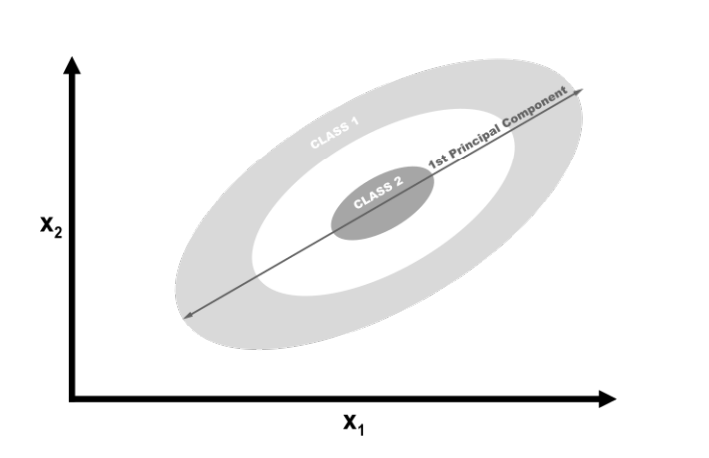 CLASS 1
1st Principal Component
CLASS 2
X₂
X₁